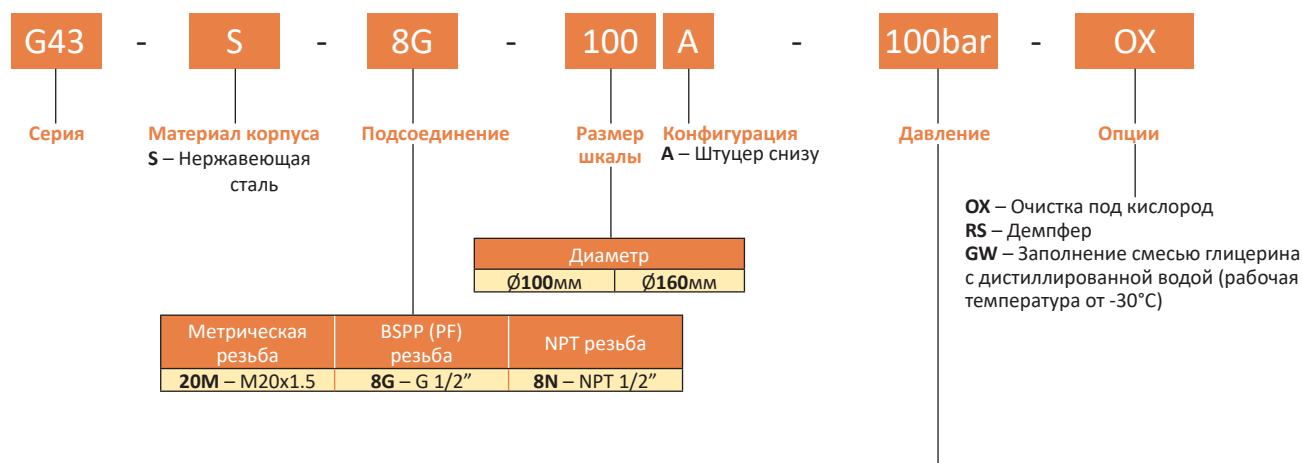 G43 - S - 8G - 100 A - 100bar - OX
Серия
Материал корпуса
S – Нержавеющая
сталь
Подсоединение
Размер
шкалы
Конфигурация
A – Штуцер снизу
Давление
Опции
OX – Очистка под кислород
RS – Демпфер
GW – Заполнение смесью глицерина
с дистиллированной водой (рабочая
температура от -30°C)
Диаметр
Ø100мм Ø160мм
Метрическая
резьба
BSPP (PF)
резьба
NPT резьба
20M – M20x1.5 8G – G 1/2” 8N – NPT 1/2”